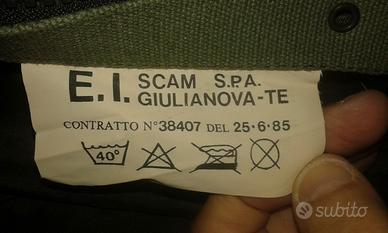 E.I. SCAM S.P.A.
GIULIANOVA-TE
CONTRATTO N°38407 DEL 25·6·85
40°
subito